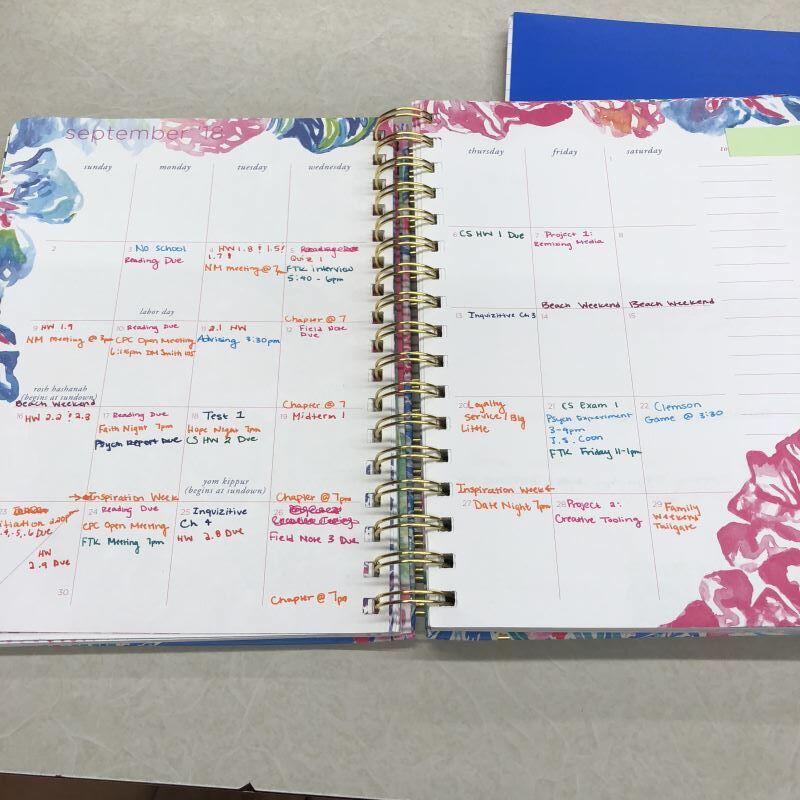 september '18
sunday
monday
tuesday
wednesday
thursday
friday
saturday
1
2
3 No School
Reading Due
labor day
4 HW 1.8 ! 1.5!
1.7!
NM meeting @ 7pm
5
Quiz 1
FTK interview
5:40 - 6pm
Chapter @ 7
6 CS HW 1 Due
7 Project 1:
Remixing Media
Beach Weekend
8
Beach Weekend
9 HW 1.9
NM meeting @ 3pm
rosh hashanah
(begins at sundown)
Beach Weekend
10 Reading Due
CPC Open Meeting
6:15pm DM Smith 105
11 2.1 HW
Advising 3:30pm
12 Field Note
Due
Chapter @ 7
13 Inquizitive Ch 3
14
15
16 HW 2.2 ! 2.3
17 Reading Due
Faith Night 7pm
Psych Report Due
Inspiration Week
18 Test 1
Hope Night 7pm
CS HW 2 Due
yom kippur
(begins at sundown)
19 Midterm 1
Chapter @ 7pm
20 Loyalty
Service / Big
Little
Inspiration Week
21 CS Exam 1
Psych Experiment
3-4pm
J.S. Coon
FTK Friday 11-1pm
22 Clemson
Game @ 3:30
23
itiation 2:20pm
.4, .5, .6 Due
HW
2.9 Due
30
24 Reading Due
CPC Open Meeting
FTK Meeting 7pm
25 Inquizitive
Ch 4
HW 2.8 Due
26
Field Note 3 Due
Chapter @ 7pm
27 Date Night 7pm
28 Project 2:
Creative Tooling
29 Family
Weekend
Tailgate